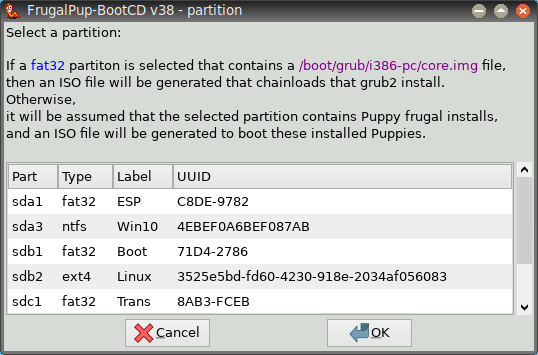 FrugalPup-BootCD v38 - partition
Select a partition:
If a fat32 partiton is selected that contains a /boot/grub/i386-pc/core.img file,
then an ISO file will be generated that chainloads that grub2 install.
Otherwise,
it will be assumed that the selected partition contains Puppy frugal installs,
and an ISO file will be generated to boot these installed Puppies.
Part Type Label UUID
sda1 fat32 ESP C8DE-9782
sda3 ntfs Win10 4EBEF0A6BEF087AB
sdb1 fat32 Boot 71D4-2786
sdb2 ext4 Linux 3525e5bd-fd60-4230-918e-2034af056083
sdc1 fat32 Trans 8AB3-FCEB
Cancel OK